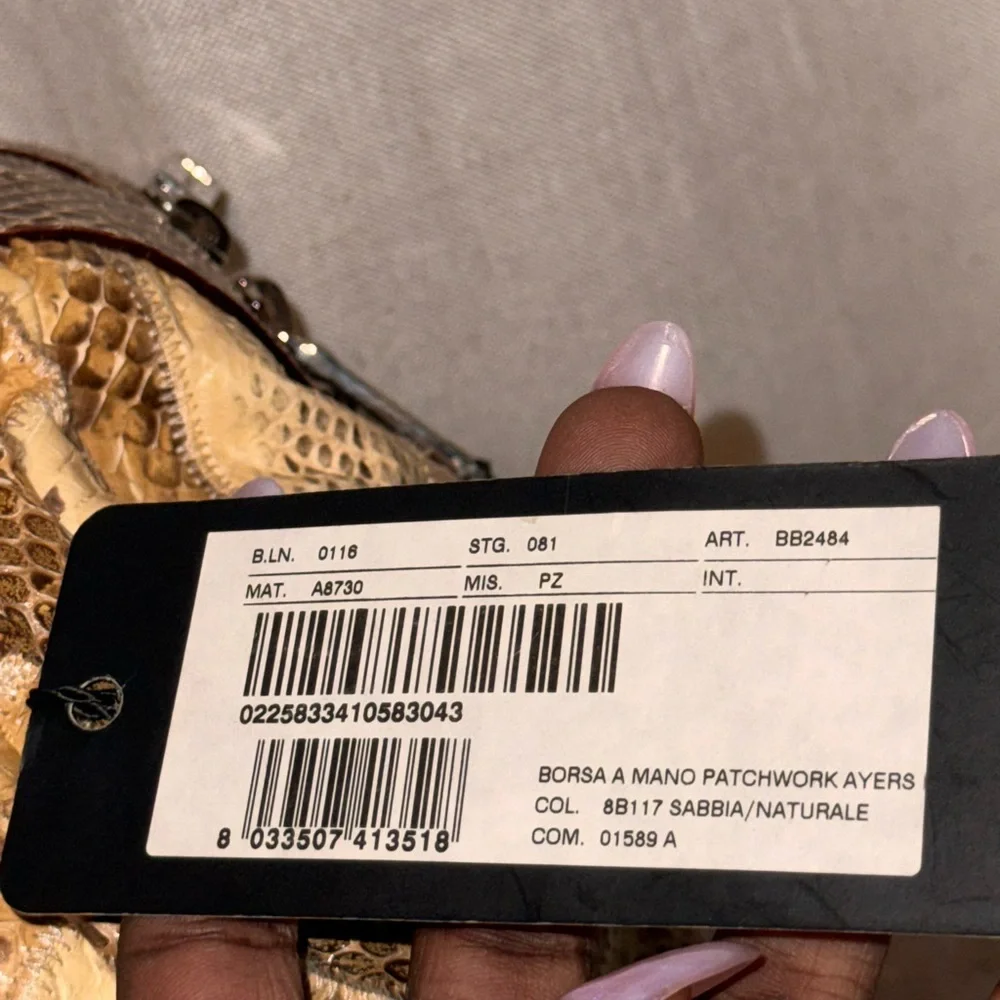 B.LN. 0116 STG. 081 ART. BB2484
MAT. A8730 MIS. PZ INT.
0225833410583043
8 033507 413518
BORSA A MANO PATCHWORK AYERS
COL. 8B117 SABBIA/NATURALE
COM. 01589 A